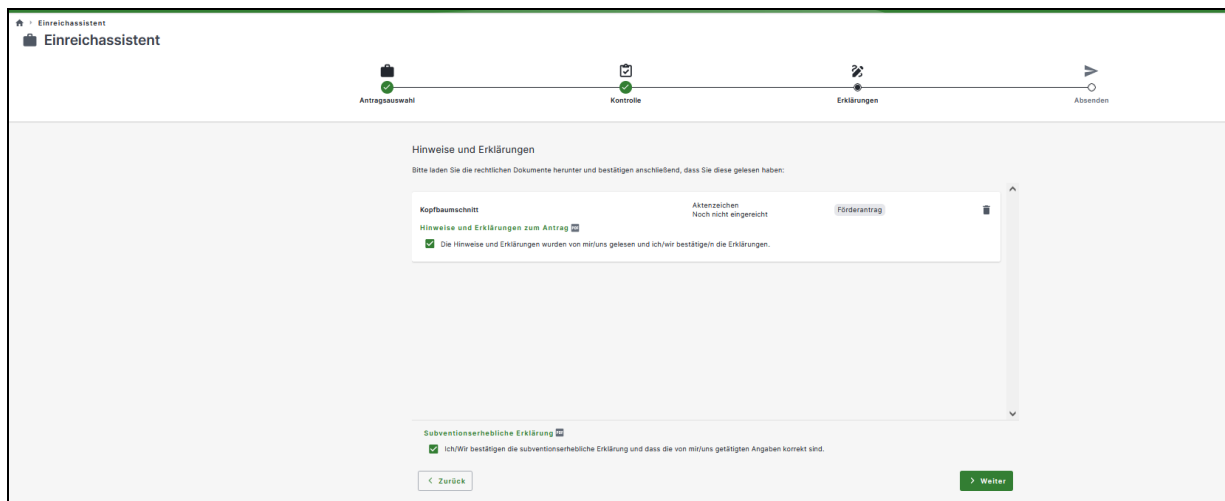 Einreichassistent
Einreichassistent
Antragsauswahl
Kontrolle
Erklärungen
Absenden
Hinweise und Erklärungen
Bitte laden Sie die rechtlichen Dokumente herunter und bestätigen anschließend, dass Sie diese gelesen haben:
Kopfbaumschnitt
Aktenzeichen
Noch nicht eingereicht
Förderantrag
Hinweise und Erklärungen zum Antrag PDF
Die Hinweise und Erklärungen wurden von mir/uns gelesen und ich/wir bestätige/n die Erklärungen.
Subventionserhebliche Erklärung PDF
Ich/Wir bestätigen die subventionserhebliche Erklärung und dass die von mir/uns getätigten Angaben korrekt sind.
Zurück
Weiter